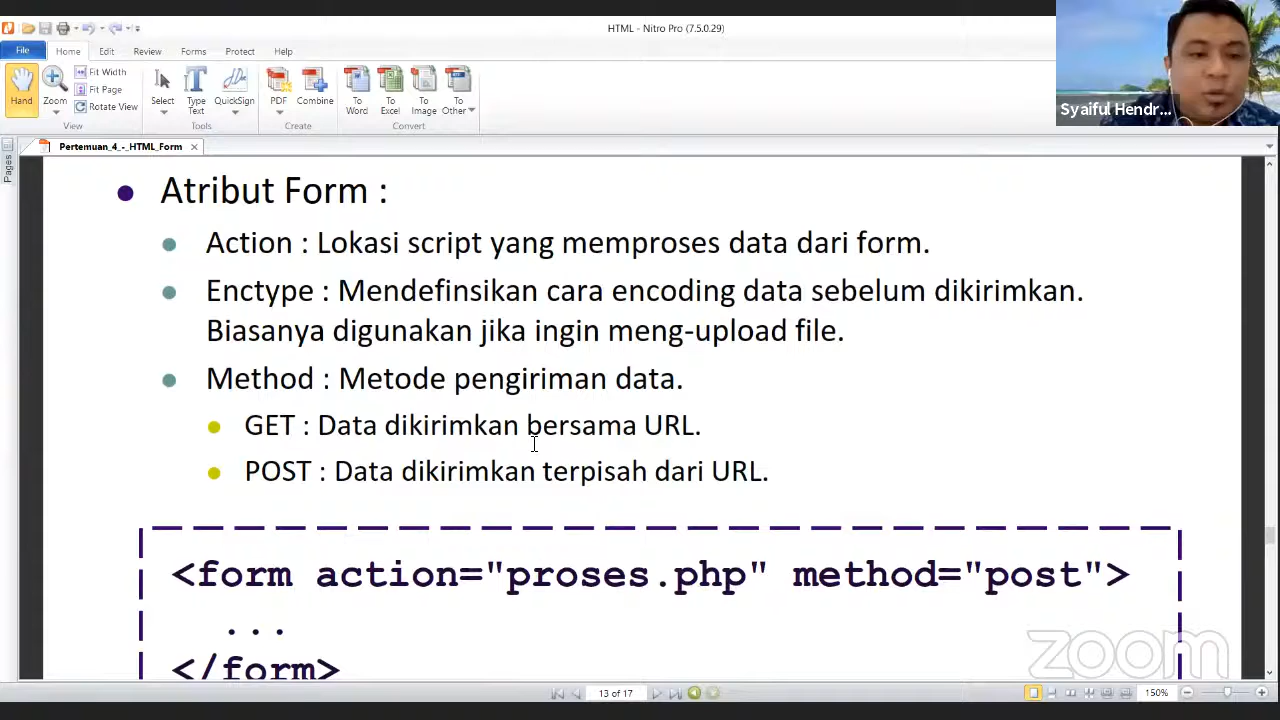 HTML - Nitro Pro (7.5.0.29)
File Home Edit Review Forms Protect Help
Hand Zoom Fit Width Fit Page Rotate View Select Type Text QuickSign PDF Combine To Word To Excel To Image To Other
View Tools Create Convert
Syaiful Hendr...
Pertemuan_4_-_HTML_Form
Pages
Atribut Form :
Action : Lokasi script yang memproses data dari form.
Enctype : Mendefinsikan cara encoding data sebelum dikirimkan.
Biasanya digunakan jika ingin meng-upload file.
Method : Metode pengiriman data.
GET : Data dikirimkan bersama URL.
POST : Data dikirimkan terpisah dari URL.
<form action="proses.php" method="post">
...
</form>
zoom
13 of 17
150%